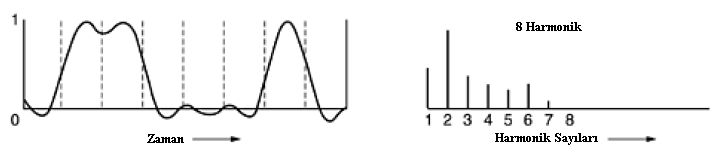 1
0
Zaman
8 Harmonik
1 2 3 4 5 6 7 8
Harmonik Sayıları